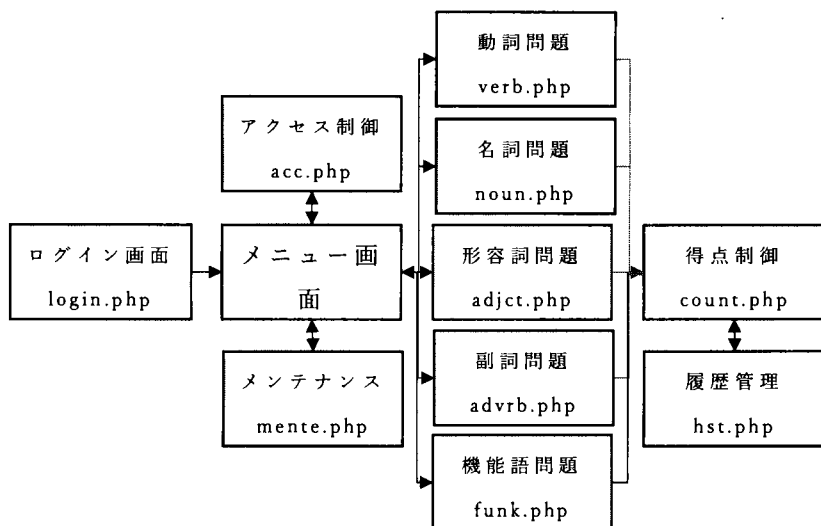 動詞問題
verb.php
アクセス制御
acc.php
名詞問題
noun.php
ログイン画面
login.php
メニュー画
面
形容詞問題
adjct.php
得点制御
count.php
メンテナンス
mente.php
副詞問題
advrb.php
履歴管理
hst.php
機能語問題
funk.php